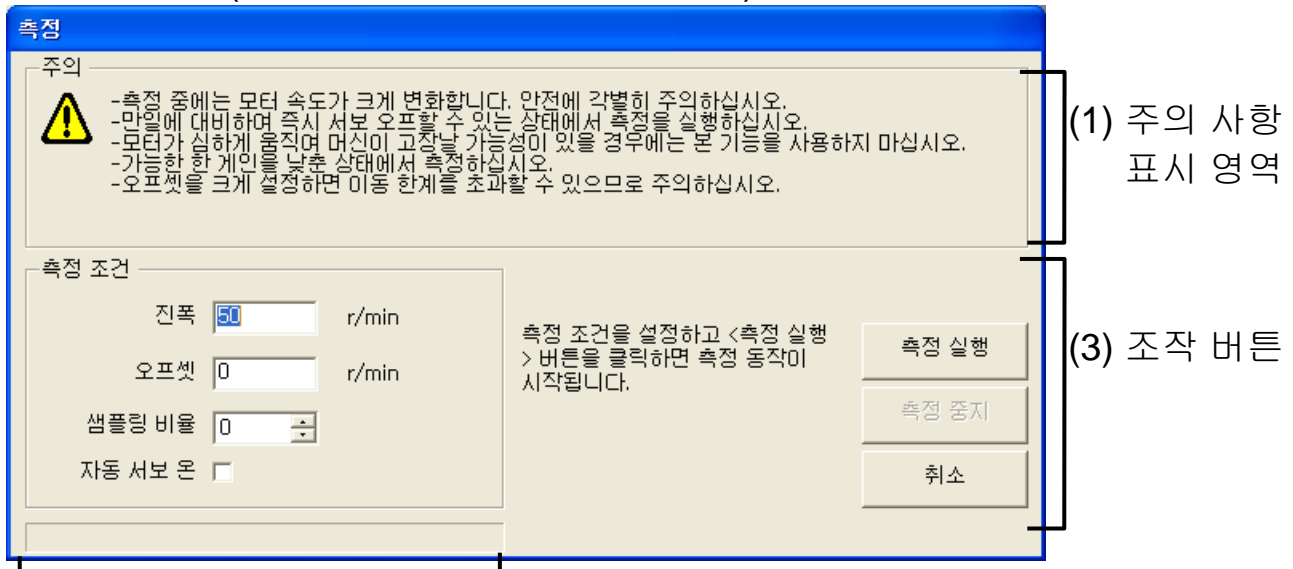 측정
주의
-측정 중에는 모터 속도가 크게 변화합니다. 안전에 각별히 주의하십시오.
-만일에 대비하여 즉시 서보 오프할 수 있는 상태에서 측정을 실행하십시오.
-모터가 심하게 움직여 머신이 고장날 가능성이 있을 경우에는 본 기능을 사용하지 마십시오.
-가능한 한 게인을 낮춘 상태에서 측정하십시오.
-오프셋을 크게 설정하면 이동 한계를 초과할 수 있으므로 주의하십시오.
(1) 주의 사항
표시 영역
측정 조건
진폭 50 r/min
오프셋 0 r/min
샘플링 비율 0
자동 서보 온
측정 조건을 설정하고 <측정 실행
> 버튼을 클릭하면 측정 동작이
시작됩니다.
측정 실행
측정 중지
취소
(3) 조작 버튼